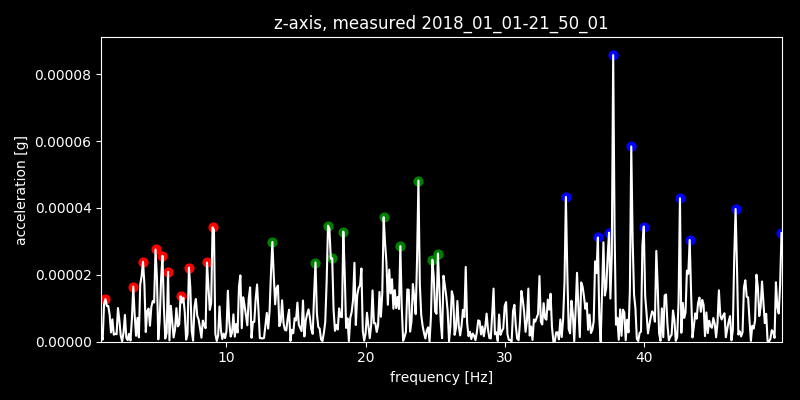 z-axis, measured 2018_01_01-21_50_01
0.00008
0.00006
0.00004
0.00002
0.00000
acceleration [g]
10 20 30 40
frequency [Hz]